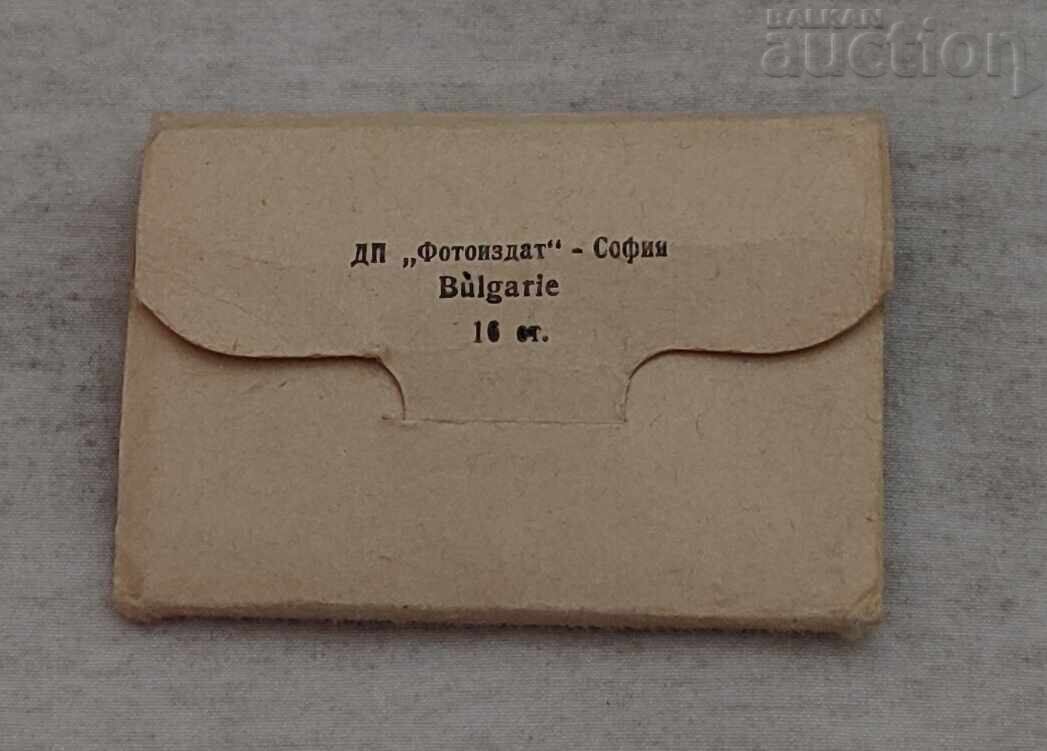 BALKAN
auction
ДП „Фотоиздат“ - София
Bùlgarie
16 ст.